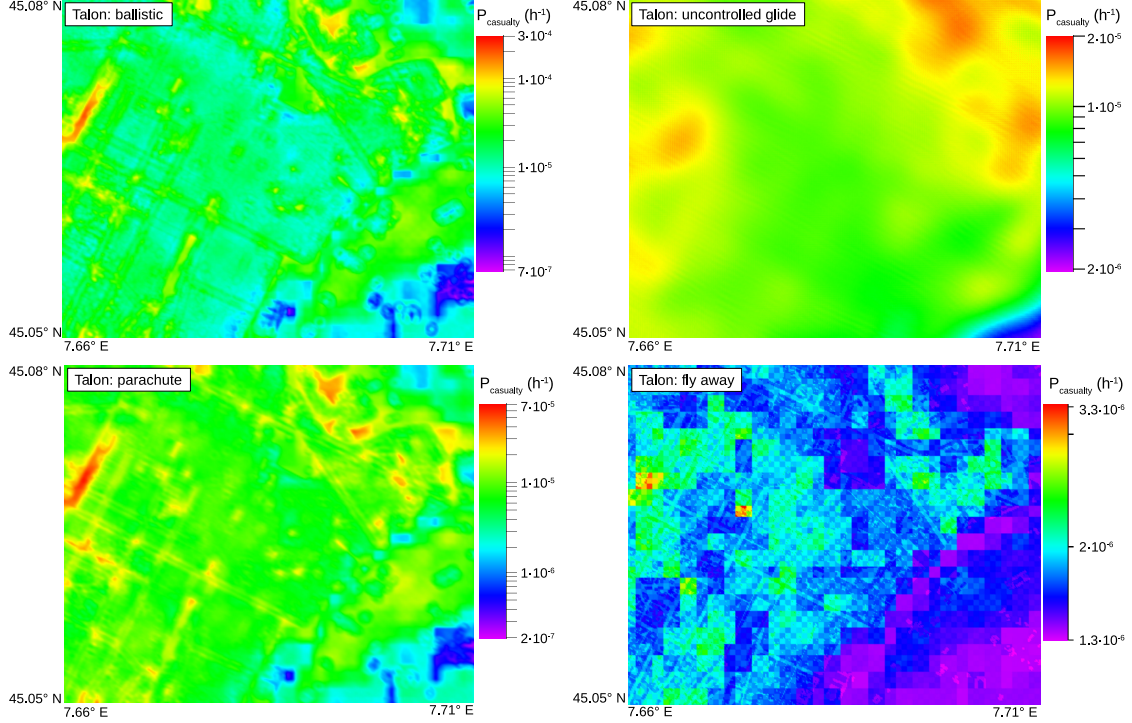 45.08° N
Talon: ballistic
P_casualty (h⁻¹)
3·10⁻⁴
1·10⁻⁴
1·10⁻⁵
7·10⁻⁷
45.05° N
7.66° E
7.71° E
45.08° N
Talon: uncontrolled glide
P_casualty (h⁻¹)
2·10⁻⁵
1·10⁻⁵
2·10⁻⁶
45.05° N
7.66° E
7.71° E
45.08° N
Talon: parachute
P_casualty (h⁻¹)
7·10⁻⁵
1·10⁻⁵
1·10⁻⁶
2·10⁻⁷
45.05° N
7.66° E
7.71° E
45.08° N
Talon: fly away
P_casualty (h⁻¹)
3.3·10⁻⁶
2·10⁻⁶
1.3·10⁻⁶
45.05° N
7.66° E
7.71° E